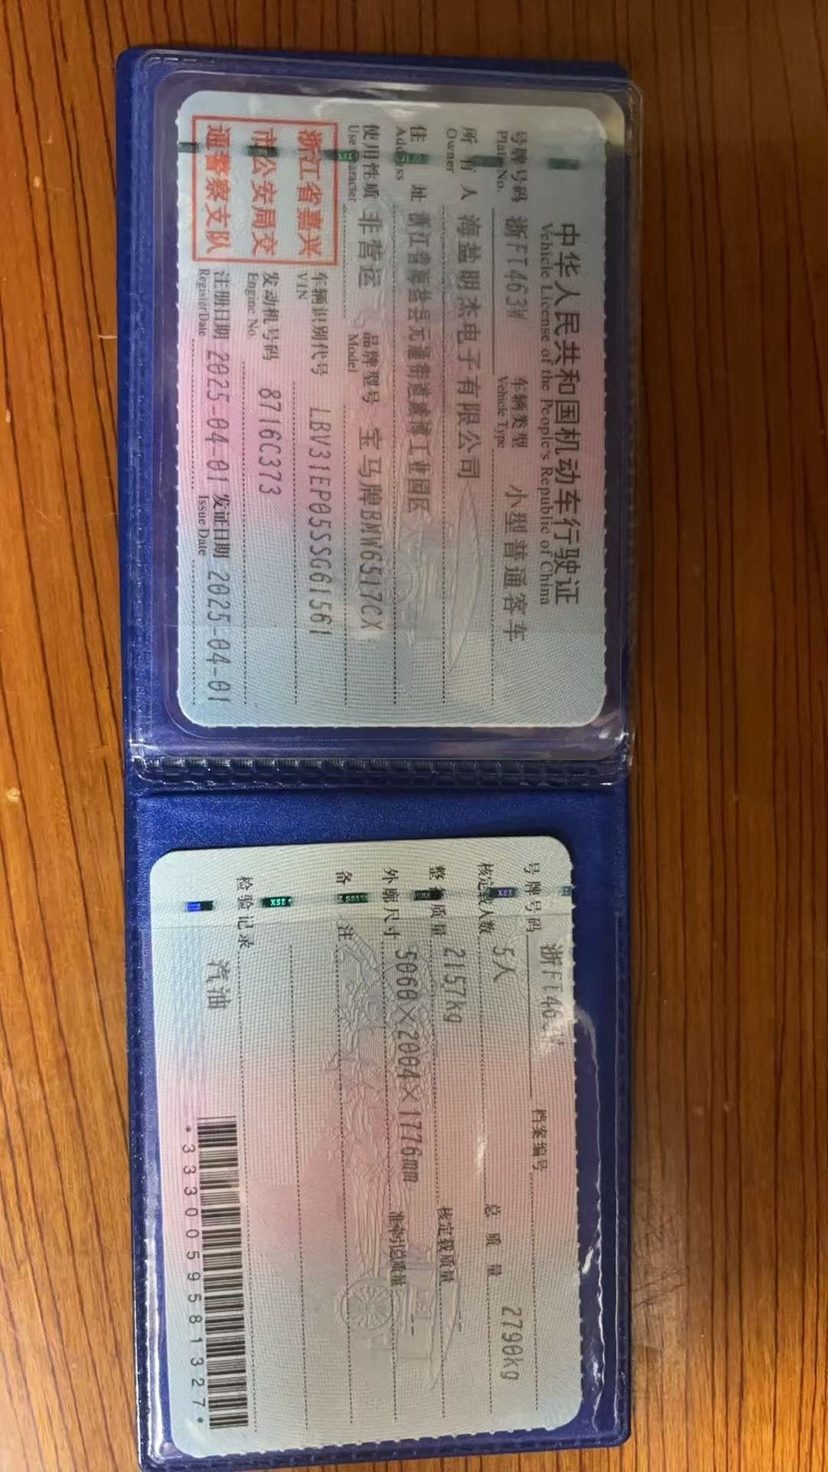 中华人民共和国机动车行驶证
Vehicle License of the People's Republic of China
号牌号码 浙FT463W 车辆类型 小型普通客车
Plate No. Vehicle Type
所有人 海盐明杰电子有限公司
Owner
住址 浙江省海盐县元通街道威博工业园区
Address
使用性质 非营运 品牌型号 宝马牌BMW6517CX
Use Character Model
浙江省嘉兴
市公安局交
通警察支队
车辆识别代号 LBV31EP05SSG61561
VIN
发动机号码 8716C373
Engine No.
注册日期 2025-04-01 发证日期 2025-04-01
Register Date Issue Date
号牌号码 档案编号
核定载人数 5人 总质量 2790kg
整备质量 2157kg 核定载质量 --
外廓尺寸 5060×2004×1776mm 准牵引总质量 --
备注
检验记录
汽油
*3330059581327*